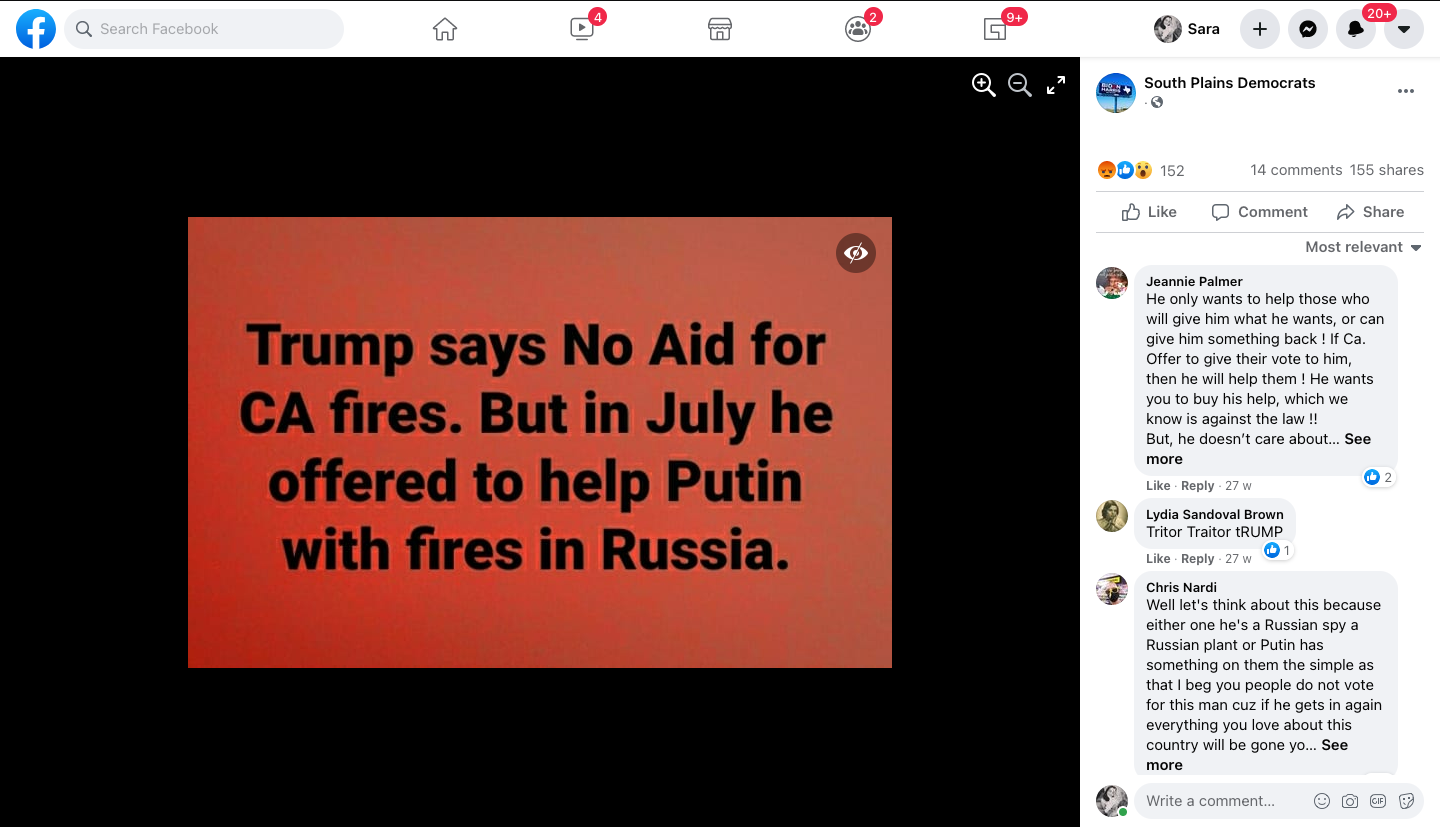 Search Facebook
4
2
9+
Sara
20+
South Plains Democrats
152
14 comments 155 shares
Like Comment Share
Most relevant
Trump says No Aid for
CA fires. But in July he
offered to help Putin
with fires in Russia.
Jeannie Palmer
He only wants to help those who
will give him what he wants, or can
give him something back ! If Ca.
Offer to give their vote to him,
then he will help them ! He wants
you to buy his help, which we
know is against the law !!
But, he doesn’t care about... See
more
2
Like · Reply · 27 w
Lydia Sandoval Brown
Tritor Traitor tRUMP
1
Like · Reply · 27 w
Chris Nardi
Well let's think about this because
either one he's a Russian spy a
Russian plant or Putin has
something on them the simple as
that I beg you people do not vote
for this man cuz if he gets in again
everything you love about this
country will be gone yo... See
more
Write a comment...
GIF